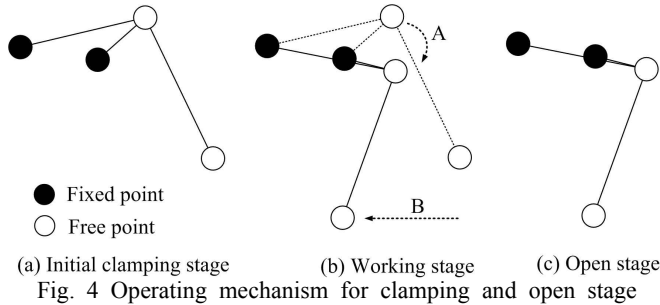 A
B
Fixed point
Free point
(a) Initial clamping stage
(b) Working stage
(c) Open stage
Fig. 4 Operating mechanism for clamping and open stage